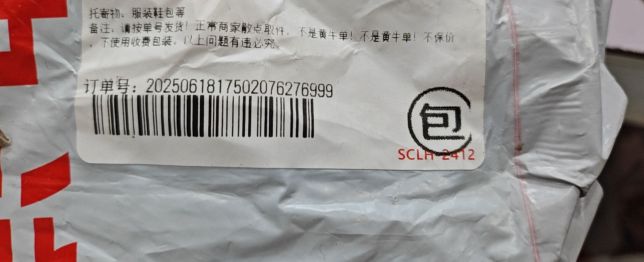 托寄物：服装鞋包等
备注：请按单号发货！正常商家散点取件，不是黄牛单！不是黄牛单！不保价
，不使用收费包装，以上问题有违必究。
订单号：2025061817502076276999
包
SCLH-2412